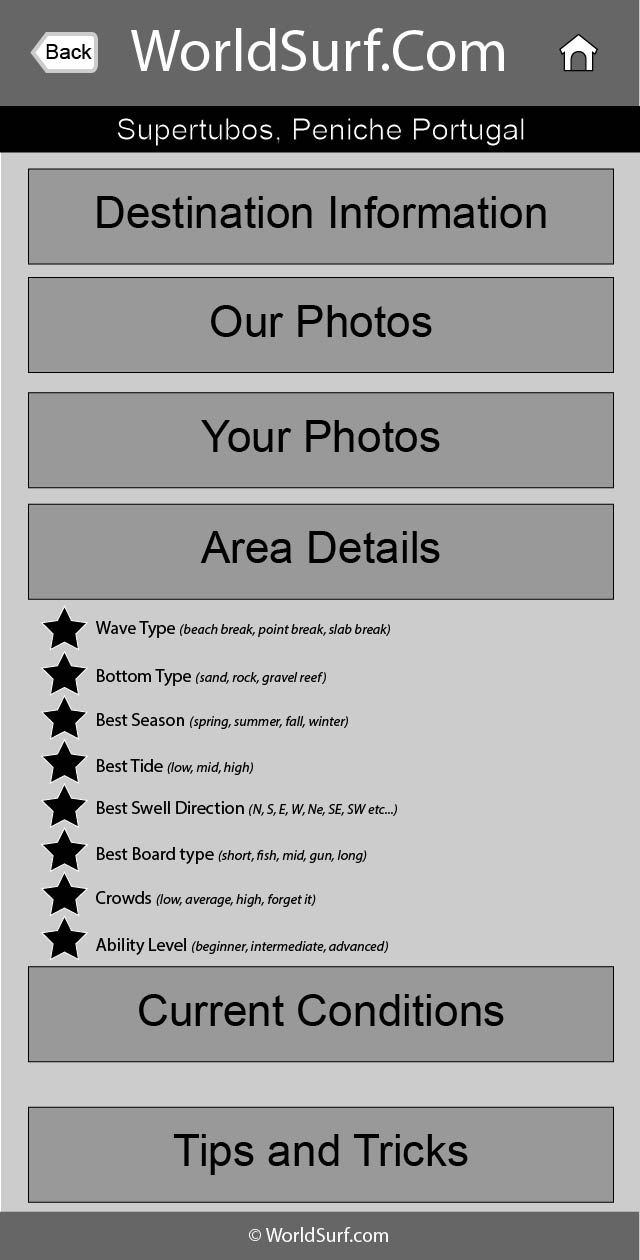 Back
WorldSurf.Com
Supertubos, Peniche Portugal
Destination Information
Our Photos
Your Photos
Area Details
Wave Type (beach break, point break, slab break)
Bottom Type (sand, rock, gravel reef)
Best Season (spring, summer, fall, winter)
Best Tide (low, mid, high)
Best Swell Direction (N, S, E, W, Ne, SE, SW etc...)
Best Board type (short, fish, mid, gun, long)
Crowds (low, average, high, forget it)
Ability Level (beginner, intermediate, advanced)
Current Conditions
Tips and Tricks
© WorldSurf.com